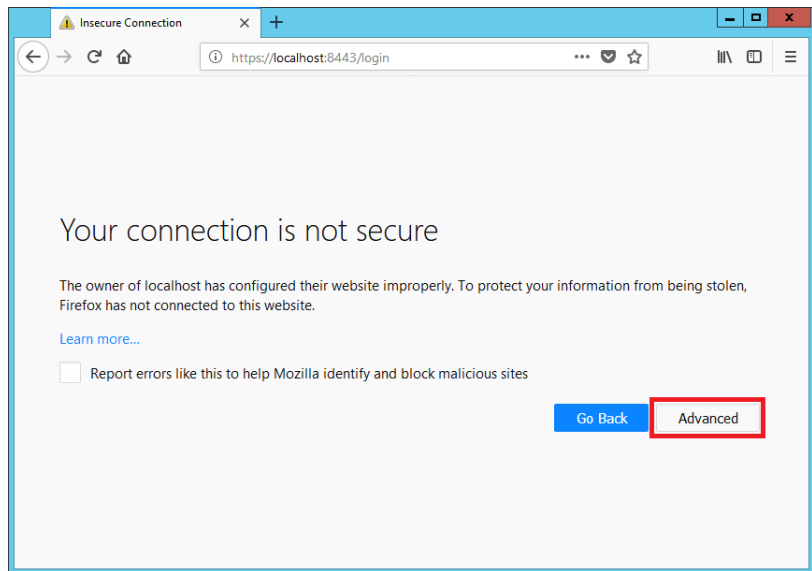 Insecure Connection
https://localhost:8443/login
Your connection is not secure
The owner of localhost has configured their website improperly. To protect your information from being stolen,
Firefox has not connected to this website.
Learn more...
Report errors like this to help Mozilla identify and block malicious sites
Go Back
Advanced